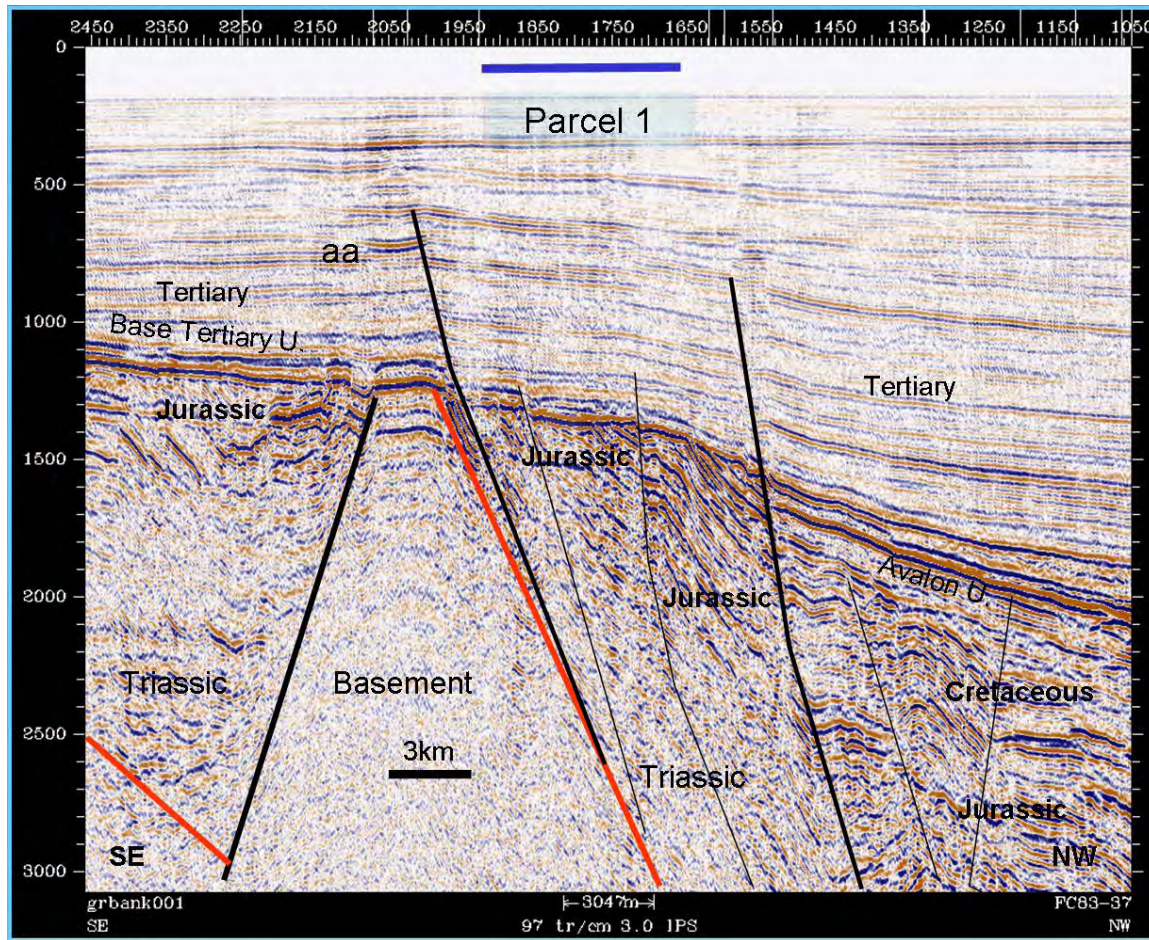 2450 2250 2150 2050 1950 1850 1750 1650 1550 1450 1350 1250 1150 1050
0
Parcel 1
500
aa
Tertiary
1000
Base Tertiary U.
Tertiary
Jurassic
1500
Jurassic
Avalon U.
2000
Jurassic
Triassic
Basement
Cretaceous
2500
3km
Triassic
Jurassic
SE
NW
3000
grbank001
3047m
FC83-37
SE
97 tr/cm 3.0 IPS
NW